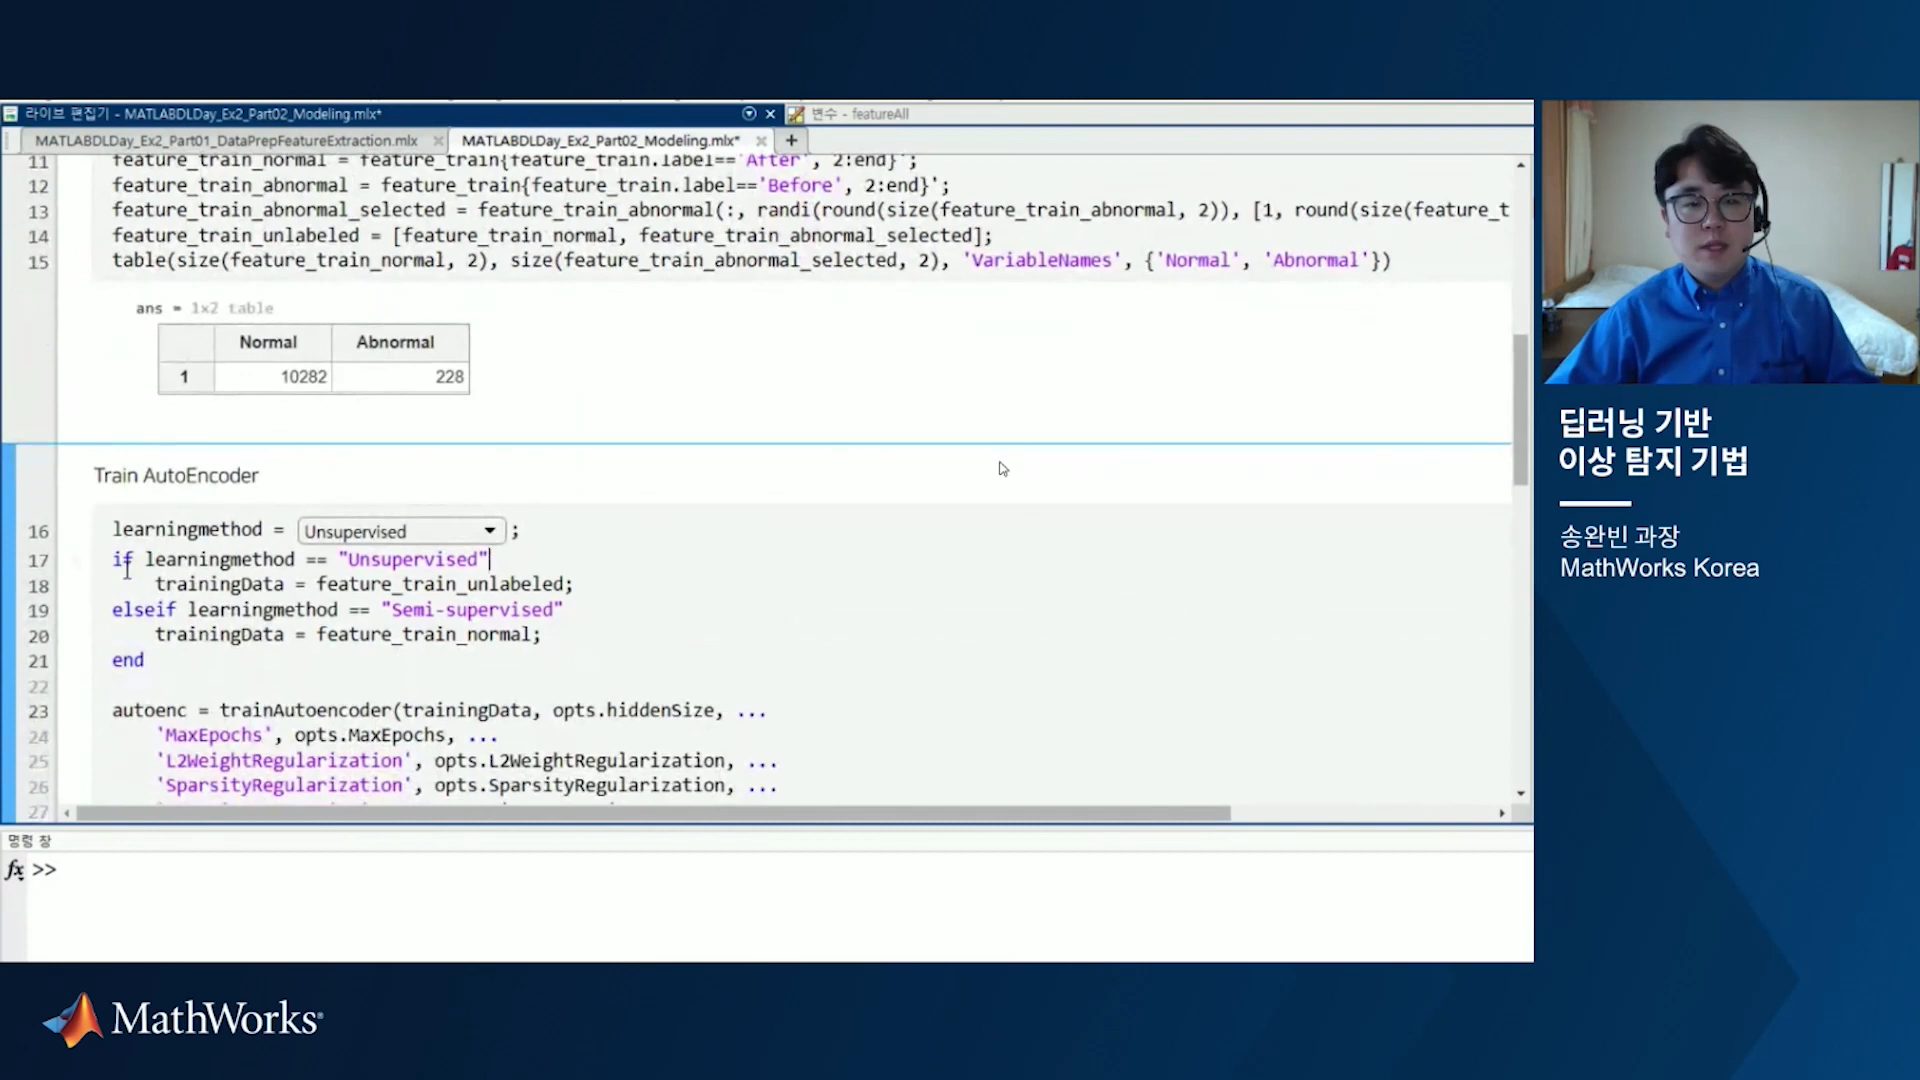 라이브 편집기 - MATLABDLDay_Ex2_Part02_Modeling.mlx*
변수 - featureAll
MATLABDLDay_Ex2_Part01_DataPrepFeatureExtraction.mlx
MATLABDLDay_Ex2_Part02_Modeling.mlx*
11 feature_train_normal = feature_train{feature_train.label=='After', 2:end}';
12 feature_train_abnormal = feature_train{feature_train.label=='Before', 2:end}';
13 feature_train_abnormal_selected = feature_train_abnormal(:, randi(round(size(feature_train_abnormal, 2)), [1, round(size(feature_t
14 feature_train_unlabeled = [feature_train_normal, feature_train_abnormal_selected];
15 table(size(feature_train_normal, 2), size(feature_train_abnormal_selected, 2), 'VariableNames', {'Normal', 'Abnormal'})
ans = 1x2 table
Normal Abnormal
1 10282 228
Train AutoEncoder
16 learningmethod = Unsupervised ;
17 if learningmethod == "Unsupervised"
18 trainingData = feature_train_unlabeled;
19 elseif learningmethod == "Semi-supervised"
20 trainingData = feature_train_normal;
21 end
22
23 autoenc = trainAutoencoder(trainingData, opts.hiddenSize, ...
24 'MaxEpochs', opts.MaxEpochs, ...
25 'L2WeightRegularization', opts.L2WeightRegularization, ...
26 'SparsityRegularization', opts.SparsityRegularization, ...
27
명령 창
fx >>
딥러닝 기반
이상 탐지 기법
송완빈 과장
MathWorks Korea
MathWorks®